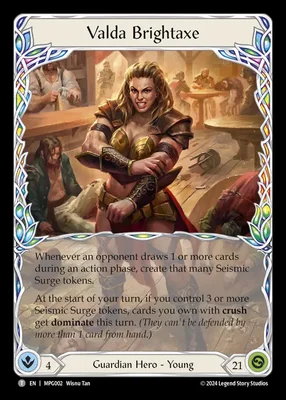 Valda Brightaxe
Whenever an opponent draws 1 or more cards
during an action phase, create that many Seismic
Surge tokens.
At the start of your turn, if you control 3 or more
Seismic Surge tokens, cards you own with crush
get dominate this turn. (They can't be defended by
more than 1 card from hand.)
4
Guardian Hero - Young
21
T EN | MPG002 Wisnu Tan
© 2024 Legend Story Studios